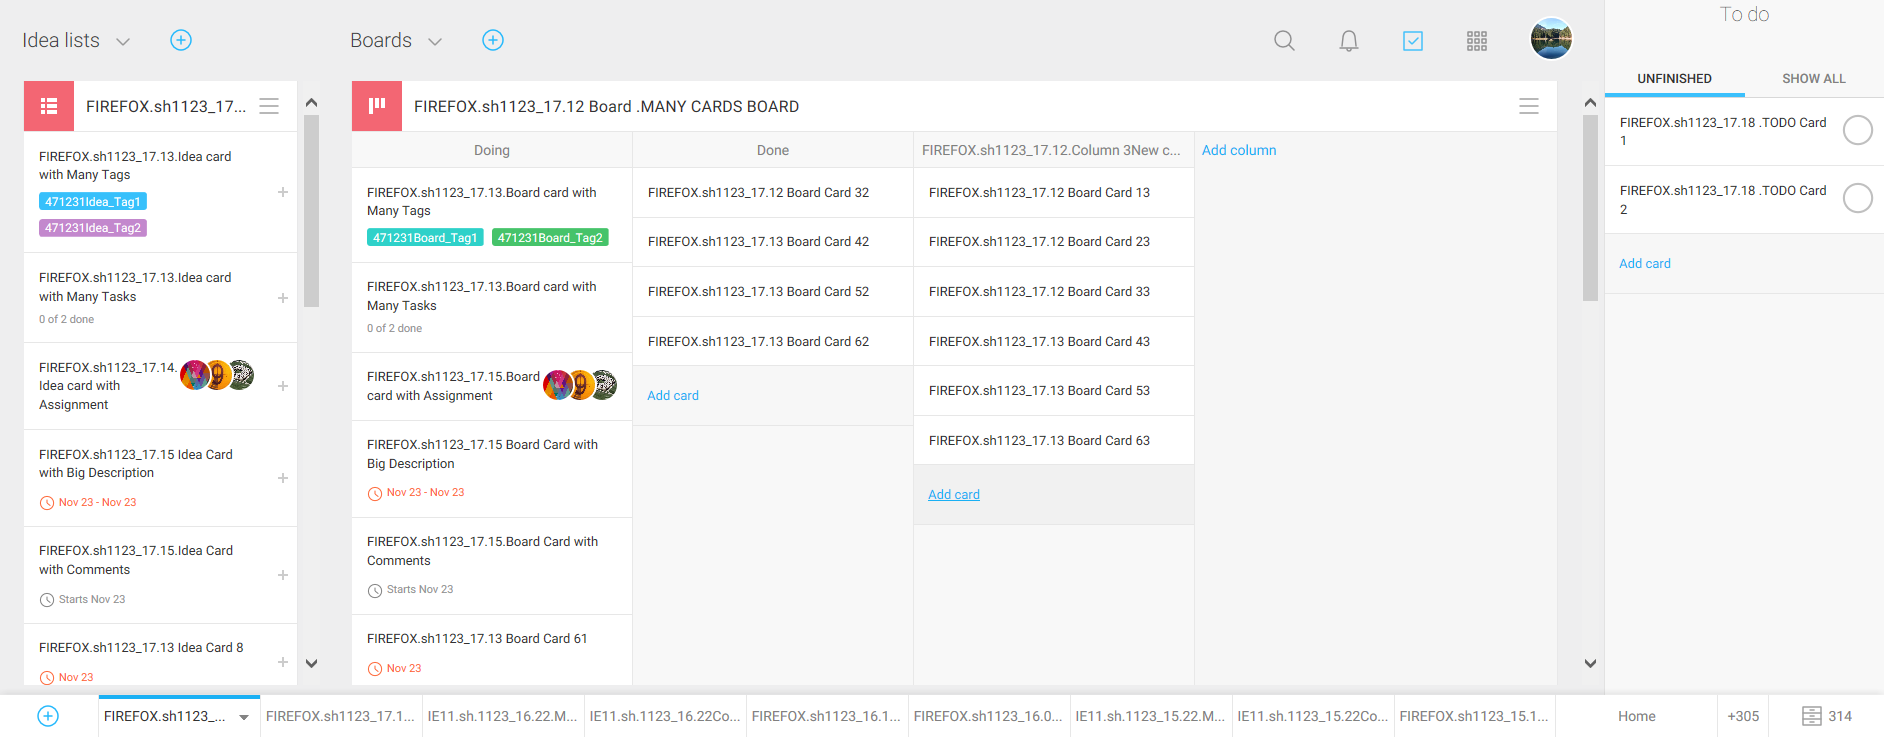 Idea lists
Boards
To do
UNFINISHED
SHOW ALL
FIREFOX.sh1123_17...
FIREFOX.sh1123_17.13.Idea card
with Many Tags
471231Idea_Tag1
471231Idea_Tag2
FIREFOX.sh1123_17.13.Idea card
with Many Tasks
0 of 2 done
FIREFOX.sh1123_17.14.
Idea card with
Assignment
FIREFOX.sh1123_17.15 Idea Card
with Big Description
Nov 23 - Nov 23
FIREFOX.sh1123_17.15.Idea Card
with Comments
Starts Nov 23
FIREFOX.sh1123_17.13 Idea Card 8
Nov 23
FIREFOX.sh1123_17.12 Board .MANY CARDS BOARD
Doing
FIREFOX.sh1123_17.13.Board card with
Many Tags
471231Board_Tag1 471231Board_Tag2
FIREFOX.sh1123_17.13.Board card with
Many Tasks
0 of 2 done
FIREFOX.sh1123_17.15.Board
card with Assignment
FIREFOX.sh1123_17.15 Board Card with
Big Description
Nov 23 - Nov 23
FIREFOX.sh1123_17.15.Board Card with
Comments
Starts Nov 23
FIREFOX.sh1123_17.13 Board Card 61
Nov 23
Done
FIREFOX.sh1123_17.12 Board Card 32
FIREFOX.sh1123_17.13 Board Card 42
FIREFOX.sh1123_17.13 Board Card 52
FIREFOX.sh1123_17.13 Board Card 62
Add card
FIREFOX.sh1123_17.12.Column 3New c...
FIREFOX.sh1123_17.12 Board Card 13
FIREFOX.sh1123_17.12 Board Card 23
FIREFOX.sh1123_17.12 Board Card 33
FIREFOX.sh1123_17.13 Board Card 43
FIREFOX.sh1123_17.13 Board Card 53
FIREFOX.sh1123_17.13 Board Card 63
Add card
Add column
FIREFOX.sh1123_17.18 .TODO Card
1
FIREFOX.sh1123_17.18 .TODO Card
2
Add card
FIREFOX.sh1123_...
FIREFOX.sh1123_17.1...
IE11.sh.1123_16.22.M...
IE11.sh.1123_16.22Co...
FIREFOX.sh1123_16.1...
FIREFOX.sh1123_16.0...
IE11.sh.1123_15.22.M...
IE11.sh.1123_15.22Co...
FIREFOX.sh1123_15.1...
Home
+305
314